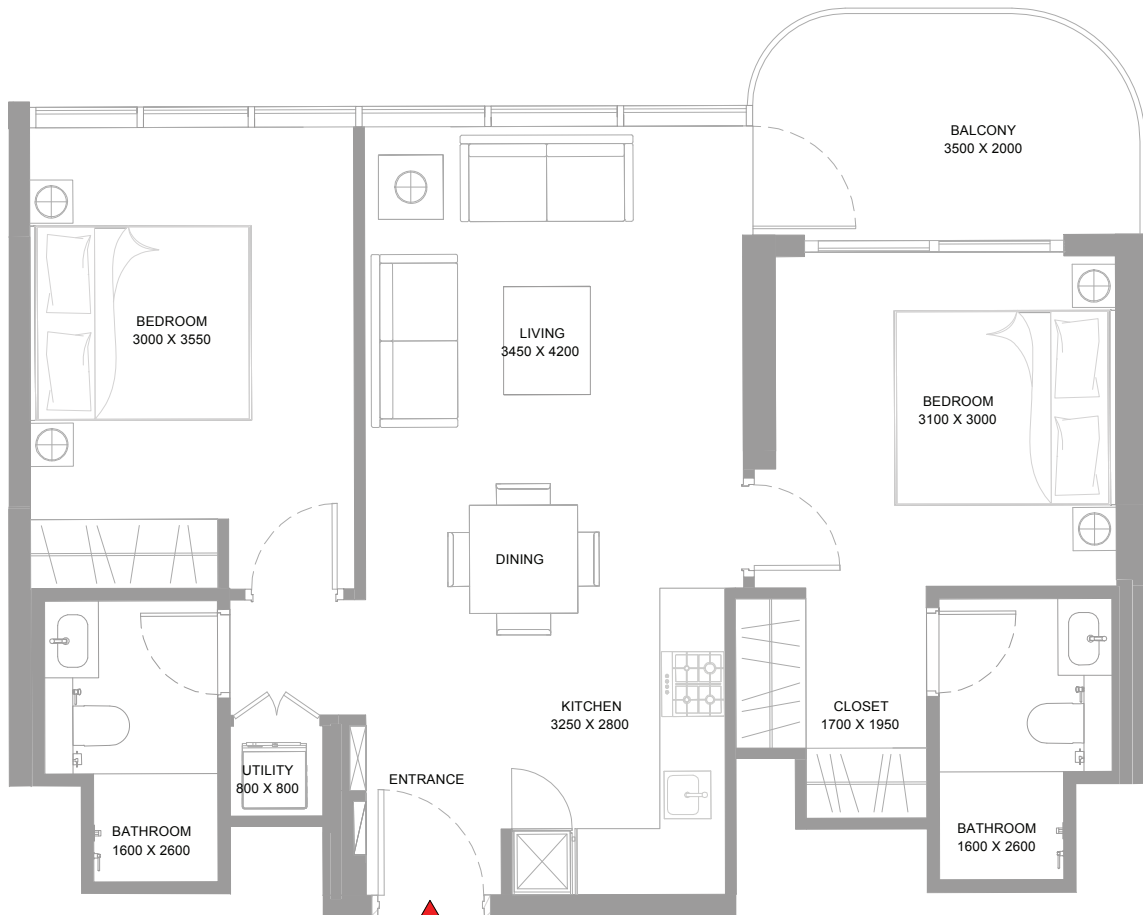 BALCONY
3500 X 2000
BEDROOM
3000 X 3550
LIVING
3450 X 4200
BEDROOM
3100 X 3000
DINING
KITCHEN
3250 X 2800
CLOSET
1700 X 1950
ENTRANCE
UTILITY
800 X 800
BATHROOM
1600 X 2600
BATHROOM
1600 X 2600